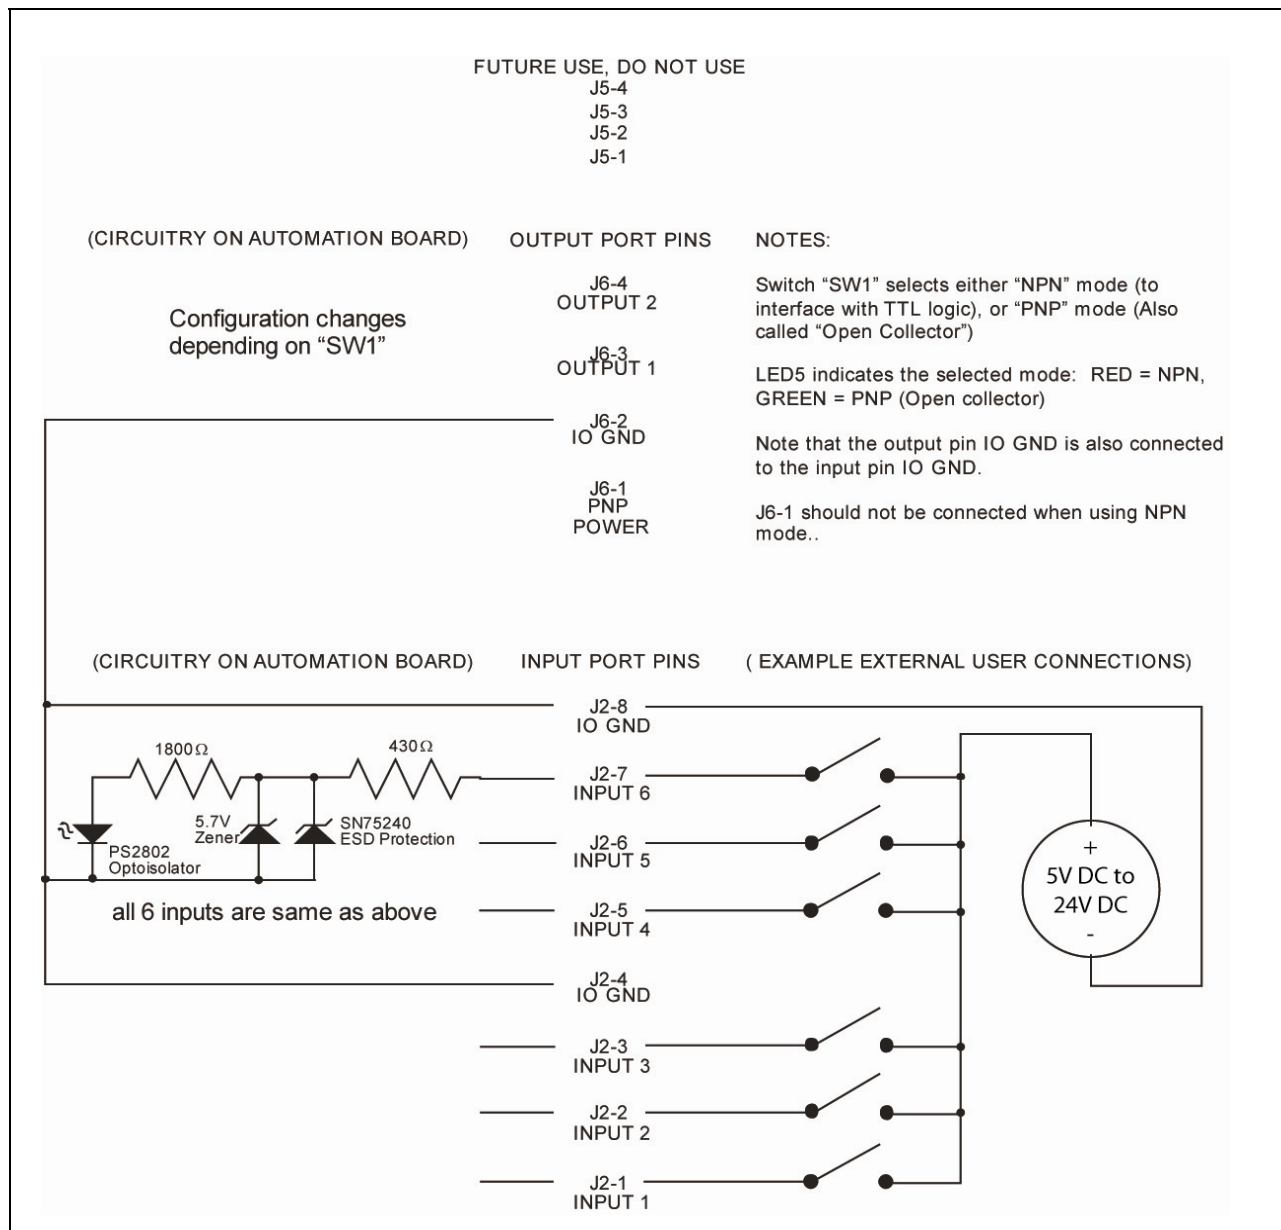 FUTURE USE, DO NOT USE
J5-4
J5-3
J5-2
J5-1
(CIRCUITRY ON AUTOMATION BOARD)
OUTPUT PORT PINS
NOTES:
Configuration changes
depending on “SW1”
J6-4
OUTPUT 2
J6-3
OUTPUT 1
J6-2
IO GND
J6-1
PNP
POWER
Switch “SW1” selects either “NPN” mode (to
interface with TTL logic), or “PNP” mode (Also
called “Open Collector”)
LED5 indicates the selected mode: RED = NPN,
GREEN = PNP (Open collector)
Note that the output pin IO GND is also connected
to the input pin IO GND.
J6-1 should not be connected when using NPN
mode..
(CIRCUITRY ON AUTOMATION BOARD)
INPUT PORT PINS
( EXAMPLE EXTERNAL USER CONNECTIONS)
J2-8
IO GND
1800Ω
430Ω
J2-7
INPUT 6
5.7V
Zener
SN75240
ESD Protection
PS2802
Optoisolator
J2-6
INPUT 5
+
5V DC to
24V DC
-
all 6 inputs are same as above
J2-5
INPUT 4
J2-4
IO GND
J2-3
INPUT 3
J2-2
INPUT 2
J2-1
INPUT 1